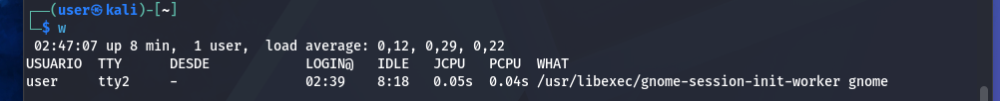 ┌──(user㉿kali)-[~]
└─$ w
02:47:07 up 8 min,  1 user,  load average: 0,12, 0,29, 0,22
USUARIO  TTY      DESDE            LOGIN@   IDLE   JCPU   PCPU  WHAT
user     tty2     -                02:39    8:18   0.05s  0.04s /usr/libexec/gnome-session-init-worker gnome